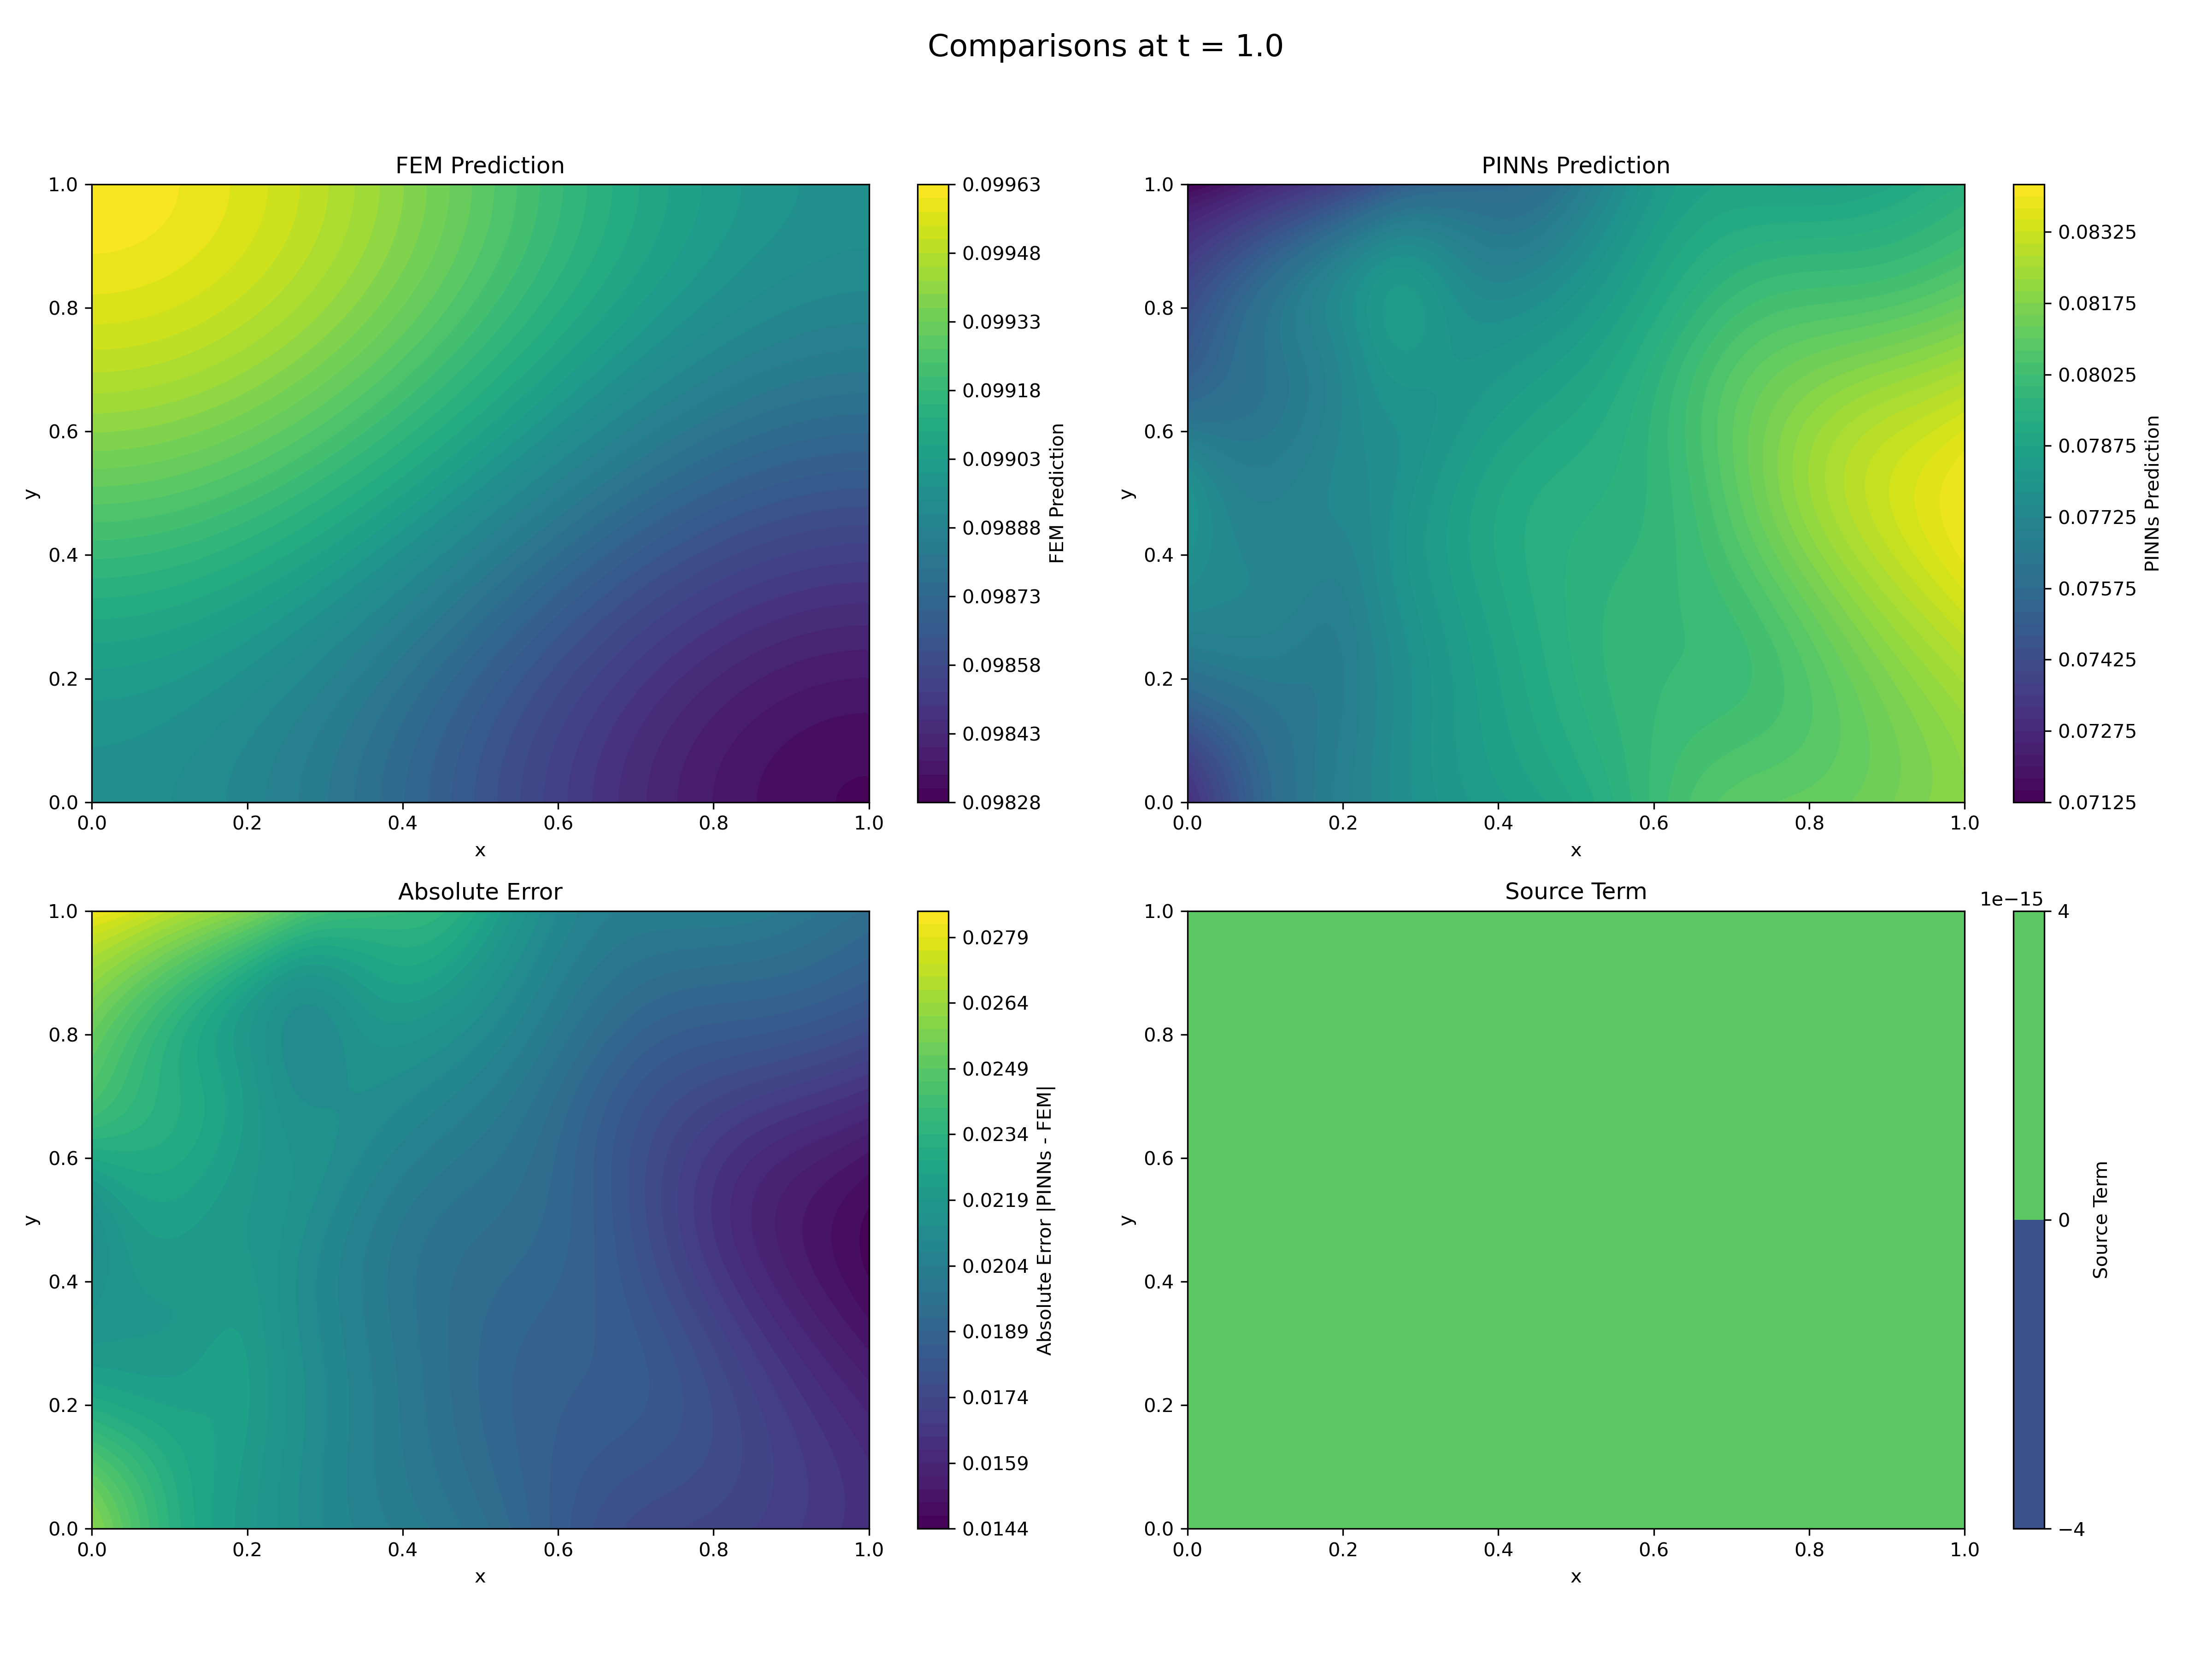 Comparisons at t = 1.0
FEM Prediction
1.0
0.8
0.6
0.4
0.2
0.0
y
0.0 0.2 0.4 0.6 0.8 1.0
x
0.09963
0.09948
0.09933
0.09918
0.09903
0.09888
0.09873
0.09858
0.09843
0.09828
FEM Prediction
PINNs Prediction
1.0
0.8
0.6
0.4
0.2
0.0
y
0.0 0.2 0.4 0.6 0.8 1.0
x
0.08325
0.08175
0.08025
0.07875
0.07725
0.07575
0.07425
0.07275
0.07125
PINNs Prediction
Absolute Error
1.0
0.8
0.6
0.4
0.2
0.0
y
0.0 0.2 0.4 0.6 0.8 1.0
x
0.0279
0.0264
0.0249
0.0234
0.0219
0.0204
0.0189
0.0174
0.0159
0.0144
Absolute Error |PINNs - FEM|
Source Term
1.0
0.8
0.6
0.4
0.2
0.0
y
0.0 0.2 0.4 0.6 0.8 1.0
x
1e−15
4
0
−4
Source Term